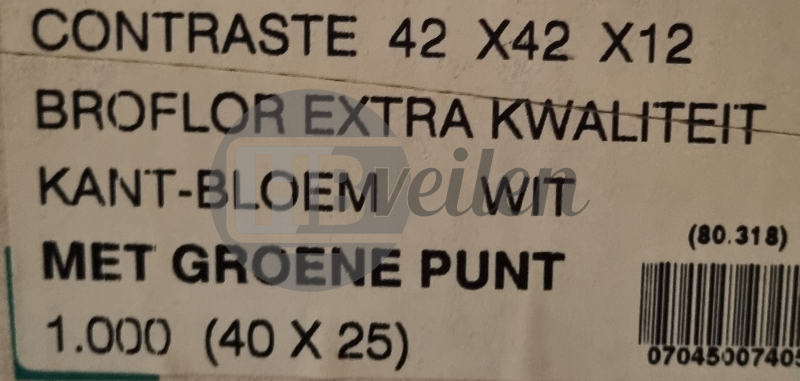 CONTRASTE 42 X42 X12
BROFLOR EXTRA KWALITEIT
KANT-BLOEM WIT
HDveilen
MET GROENE PUNT
(80.318)
1.000 (40 X 25)
07045007405